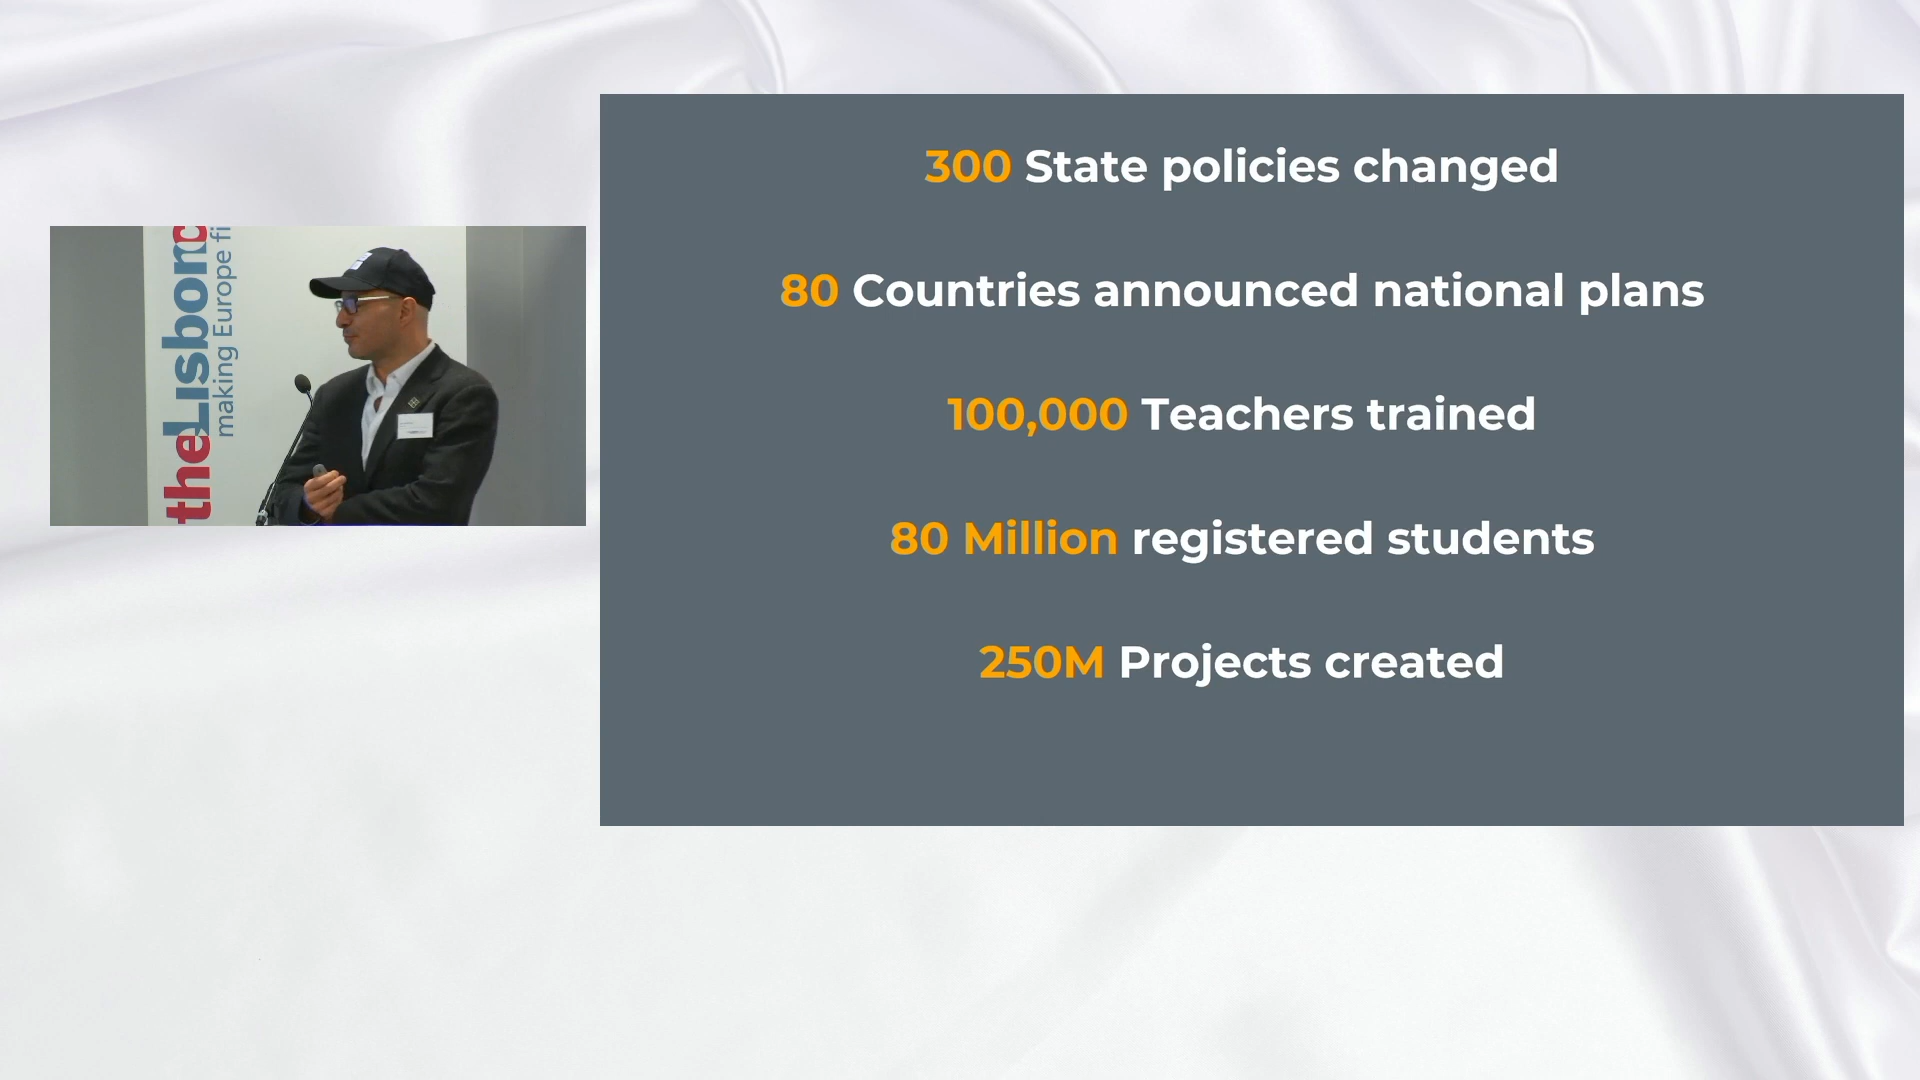 theLisbonc
making Europe fi
300 State policies changed
80 Countries announced national plans
100,000 Teachers trained
80 Million registered students
250M Projects created